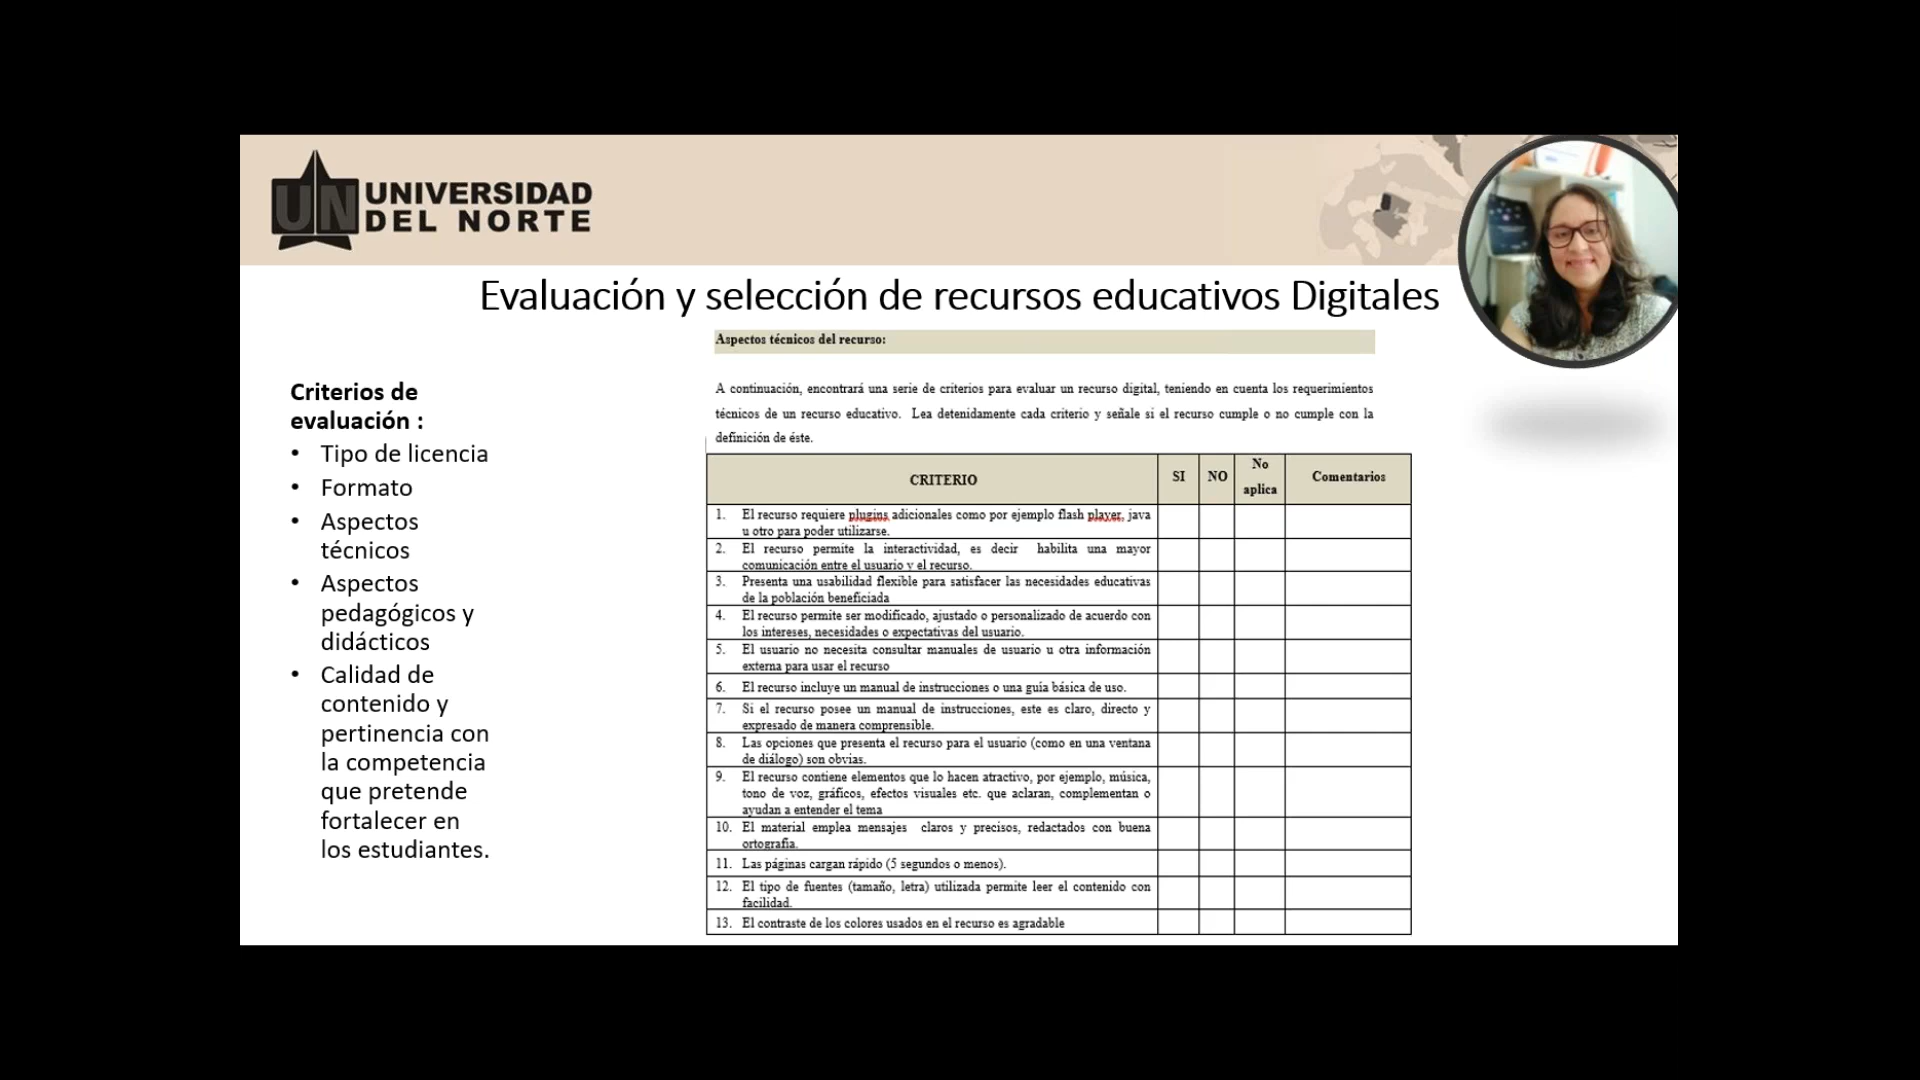 UN UNIVERSIDAD
DEL NORTE
Evaluación y selección de recursos educativos Digitales
Criterios de
evaluación :
• Tipo de licencia
• Formato
• Aspectos
técnicos
• Aspectos
pedagógicos y
didácticos
• Calidad de
contenido y
pertinencia con
la competencia
que pretende
fortalecer en
los estudiantes.
Aspectos técnicos del recurso:
A continuación, encontrará una serie de criterios para evaluar un recurso digital, teniendo en cuenta los requerimientos
técnicos de un recurso educativo. Lea detenidamente cada criterio y señale si el recurso cumple o no cumple con la
definición de éste.
CRITERIO SI NO No aplica Comentarios
1. El recurso requiere plugins adicionales como por ejemplo flash player, java
u otro para poder utilizarse.
2. El recurso permite la interactividad, es decir habilita una mayor
comunicación entre el usuario y el recurso.
3. Presenta una usabilidad flexible para satisfacer las necesidades educativas
de la población beneficiada
4. El recurso permite ser modificado, ajustado o personalizado de acuerdo con
los intereses, necesidades o expectativas del usuario.
5. El usuario no necesita consultar manuales de usuario u otra información
externa para usar el recurso
6. El recurso incluye un manual de instrucciones o una guía básica de uso.
7. Si el recurso posee un manual de instrucciones, este es claro, directo y
expresado de manera comprensible.
8. Las opciones que presenta el recurso para el usuario (como en una ventana
de diálogo) son obvias.
9. El recurso contiene elementos que lo hacen atractivo, por ejemplo, música,
tono de voz, gráficos, efectos visuales etc. que aclaran, complementan o
ayudan a entender el tema
10. El material emplea mensajes claros y precisos, redactados con buena
ortografía.
11. Las páginas cargan rápido (5 segundos o menos).
12. El tipo de fuentes (tamaño, letra) utilizada permite leer el contenido con
facilidad.
13. El contraste de los colores usados en el recurso es agradable